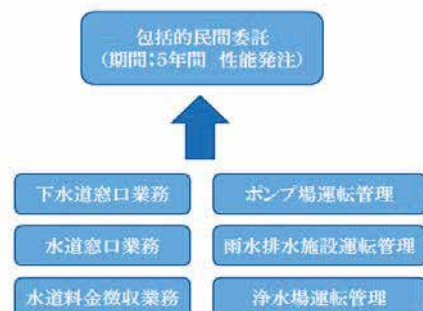 包括的民間委託
(期間:5年間 性能発注)
下水道窓口業務
ポンプ場運転管理
水道窓口業務
雨水排水施設運転管理
水道料金徴収業務
浄水場運転管理